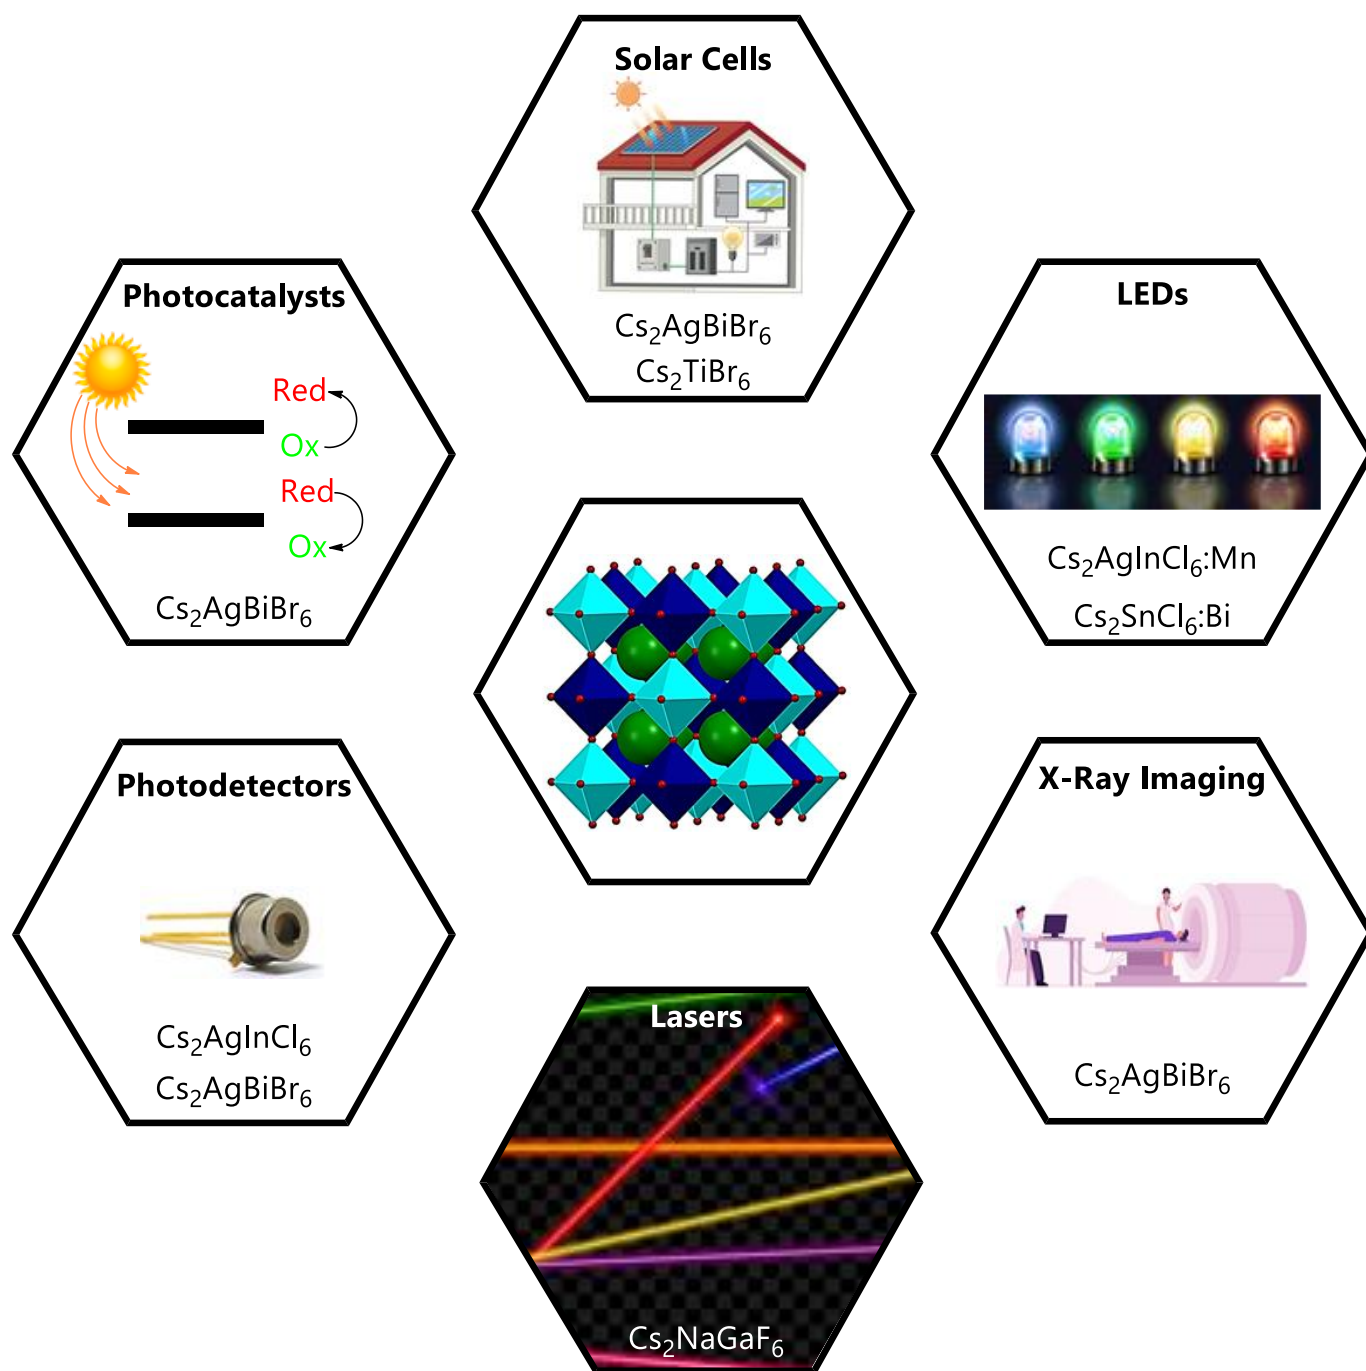 Solar Cells
Cs₂AgBiBr₆
Cs₂TiBr₆
Photocatalysts
Red
Ox
Red
Ox
Cs₂AgBiBr₆
LEDs
Cs₂AgInCl₆:Mn
Cs₂SnCl₆:Bi
Photodetectors
Cs₂AgInCl₆
Cs₂AgBiBr₆
X-Ray Imaging
Cs₂AgBiBr₆
Lasers
Cs₂NaGaF₆